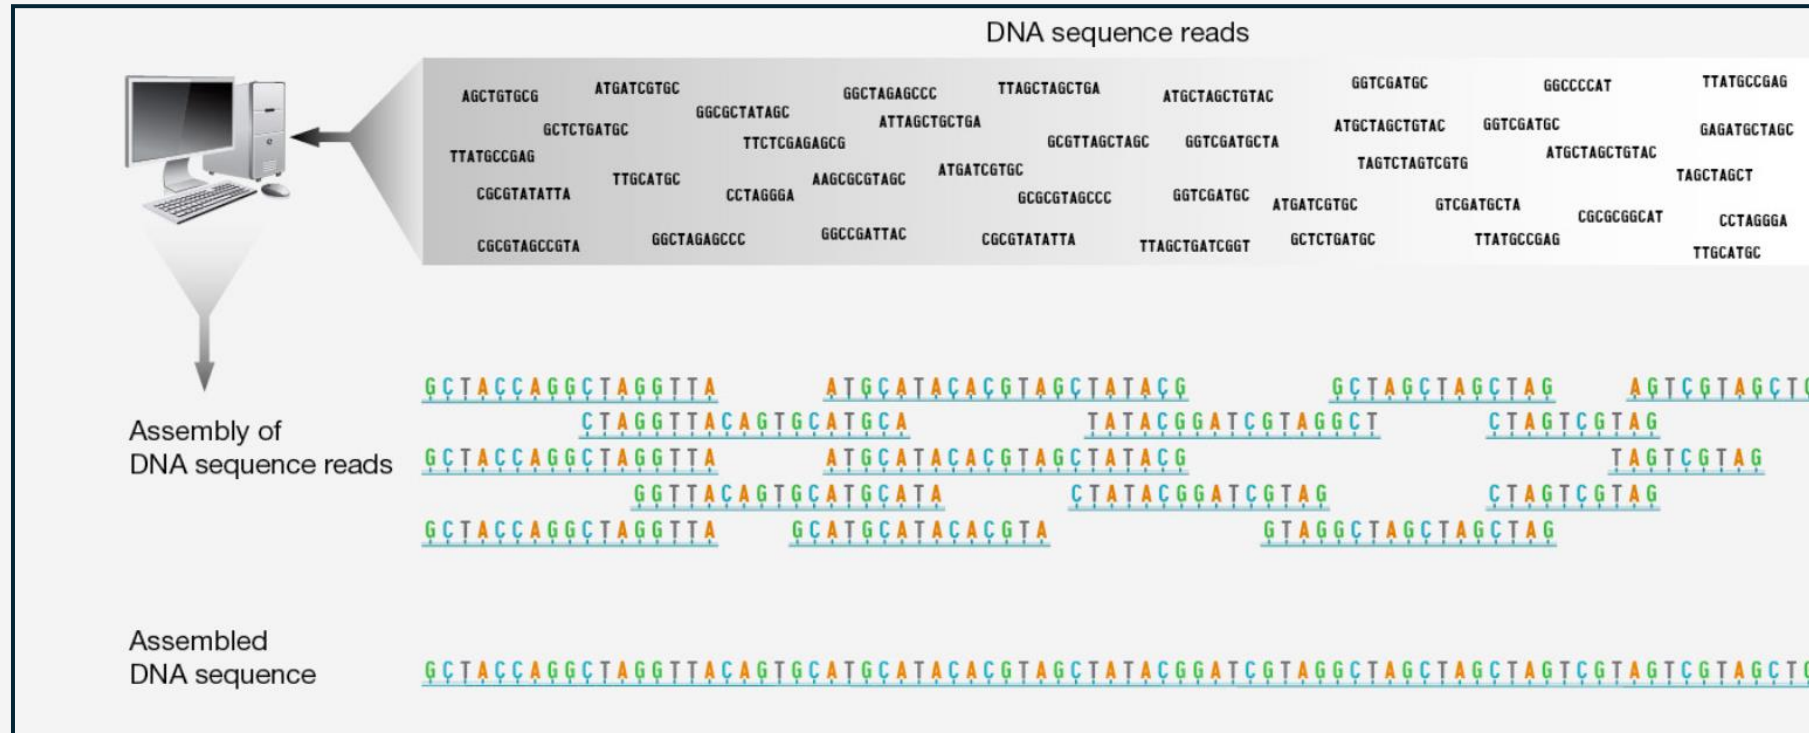 DNA sequence reads
AGCTGTGCG ATGATCGTGC GGCTAGAGCCC TTAGCTAGCTGA ATGCTAGCTGTAC GGTCGATGC GGCCCCAT TTATGCCGAG
GCTCTGATGC GGCGCTATAGC ATTAGCTGCTGA ATGCTAGCTGTAC GGTCGATGC GAGATGCTAGC
TTATGCCGAG TTCTCGAGAGCG GCGTTAGCTAGC GGTCGATGCTA TAGTCTAGTCGTG ATGCTAGCTGTAC
TTGCATGC AAGCGCGTAGC ATGATCGTGC TAGCTAGCT
CGCGTATATTA CCTAGGGA GCGCGTAGCCC GGTCGATGC ATGATCGTGC GTCGATGCTA CGCGCGGCAT CCTAGGGA
CGCGTAGCCGTA GGCTAGAGCCC GGCCGATTAC CGCGTATATTA TTAGCTGATCGGT GCTCTGATGC TTATGCCGAG TTGCATGC
GCTACCAGGCTAGGTTA ATGCATACACGTAGCTATACG GCTAGCTAGCTAG AGTCGTAGCTG
CTAGGTTACAGTGCATGCA TATACGGATCGTAGGCT CTAGTCGTAG
Assembly of
DNA sequence reads
GCTACCAGGCTAGGTTA ATGCATACACGTAGCTATACG TAGTCGTAG
GGTTACAGTGCATGCATA CTATACGGATCGTAG CTAGTCGTAG
GCTACCAGGCTAGGTTA GCATGCATACACGTA GTAGGCTAGCTAGCTAG
Assembled
DNA sequence
GCTACCAGGCTAGGTTACAGTGCATGCATACACGTAGCTATACGGATCGTAGGCTAGCTAGCTAGTCGTAGTCGTAGCTG